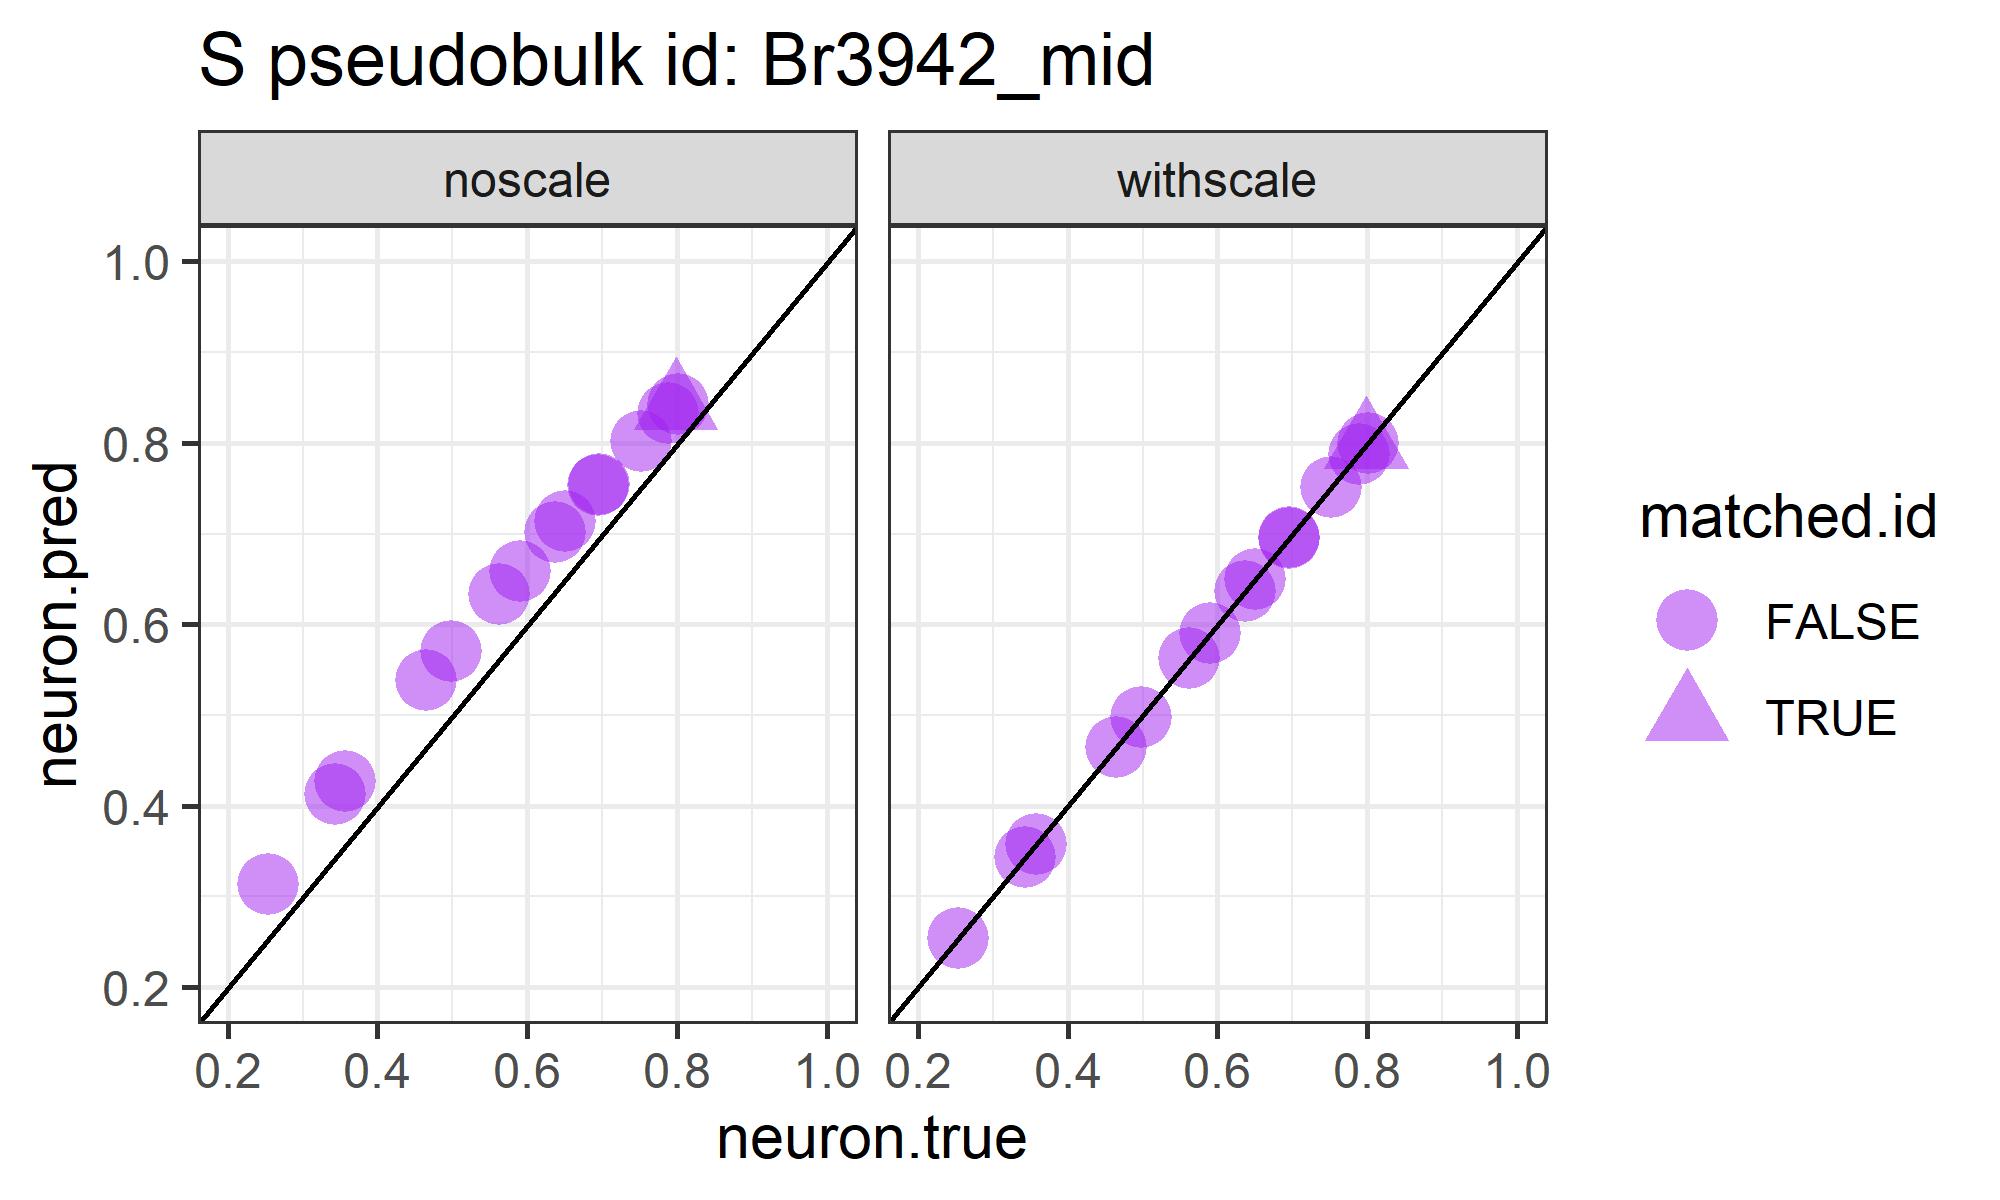 S pseudobulk id: Br3942_mid
noscale
withscale
1.0
0.8
0.6
0.4
0.2
neuron.pred
0.2 0.4 0.6 0.8 1.0
0.2 0.4 0.6 0.8 1.0
neuron.true
matched.id
FALSE
TRUE